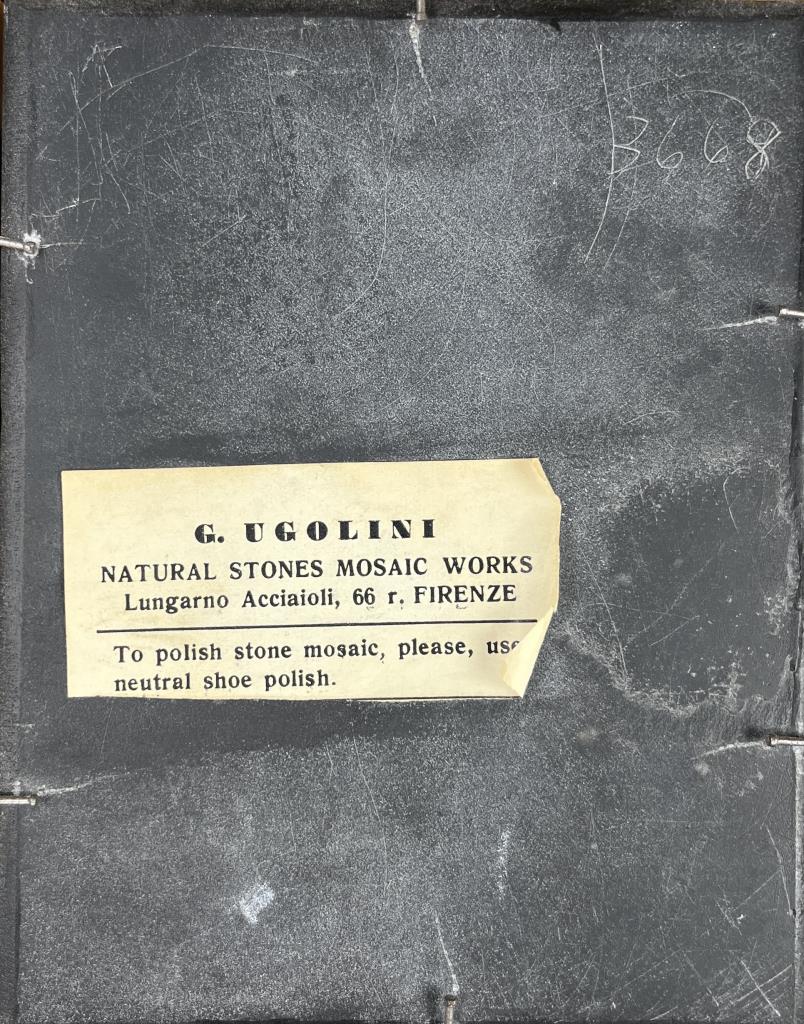 3668
G. UGOLINI
NATURAL STONES MOSAIC WORKS
Lungarno Acciaioli, 66 r. FIRENZE
To polish stone mosaic, please, use
neutral shoe polish.